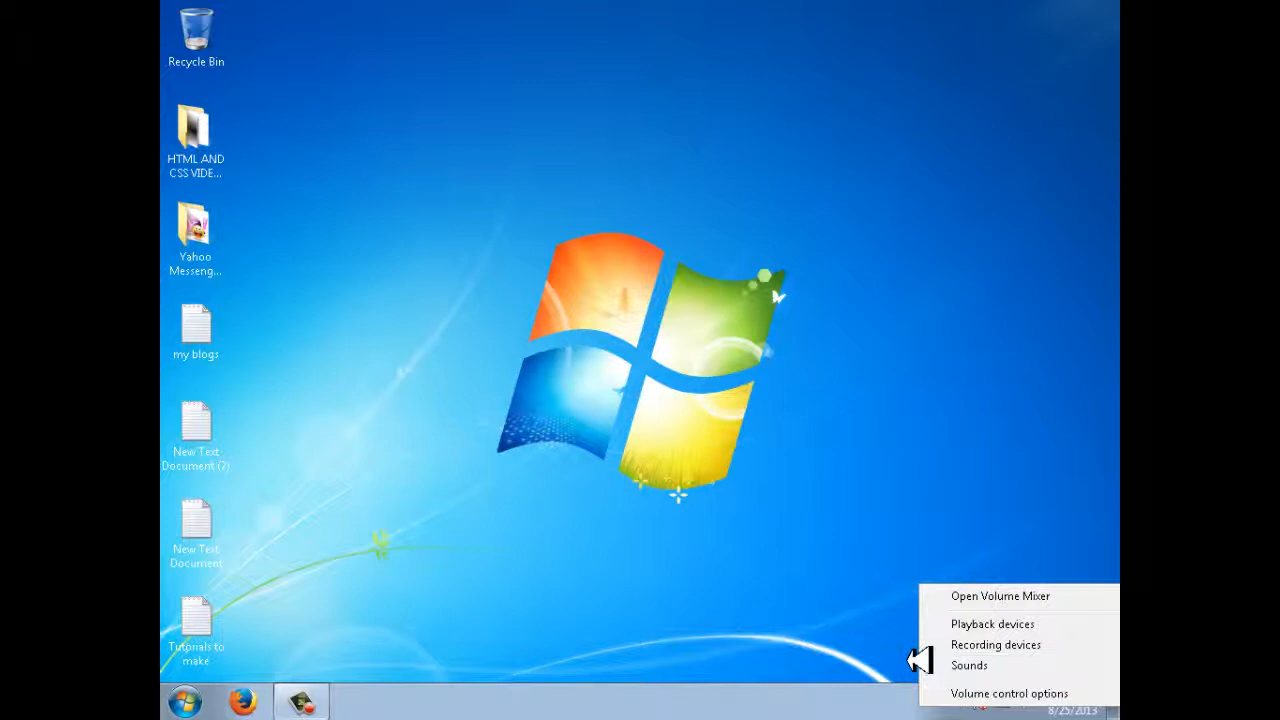 Recycle Bin
HTML AND
CSS VIDE...
Yahoo
Messeng...
my blogs
New Text
Document (2)
New Text
Document
Tutorials to
make
Open Volume Mixer
Playback devices
Recording devices
Sounds
Volume control options
8/25/2013